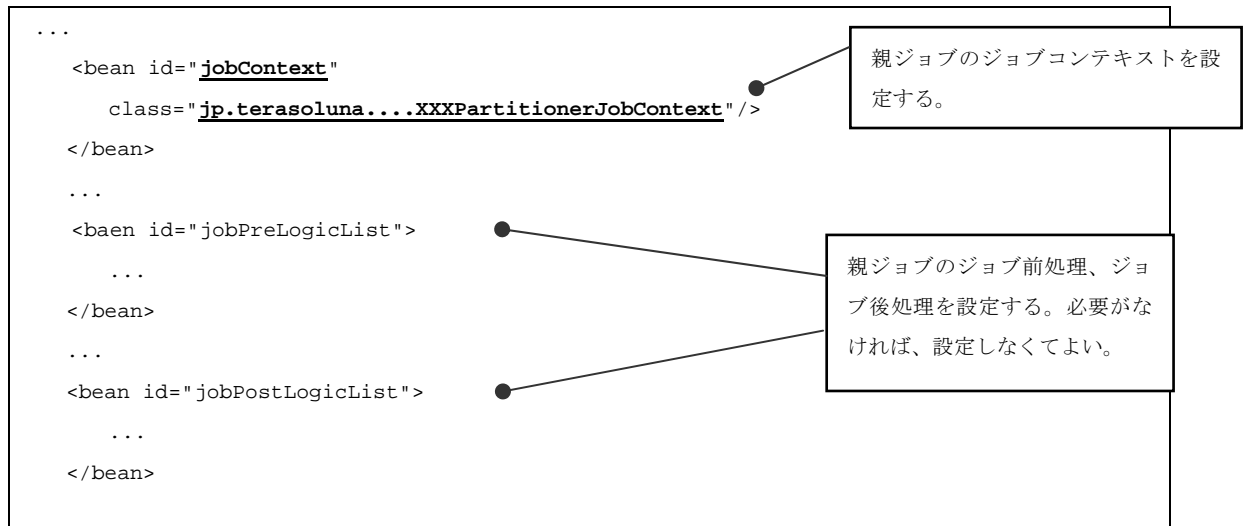 ...
<bean id="jobContext"
class="jp.terasoluna....XXXPartitionerJobContext"/>
</bean>
...
<baen id="jobPreLogicList">
...
</bean>
...
<bean id="jobPostLogicList">
...
</bean>
親ジョブのジョブコンテキストを設
定する。
親ジョブのジョブ前処理、ジョ
ブ後処理を設定する。必要がな
ければ、設定しなくてよい。